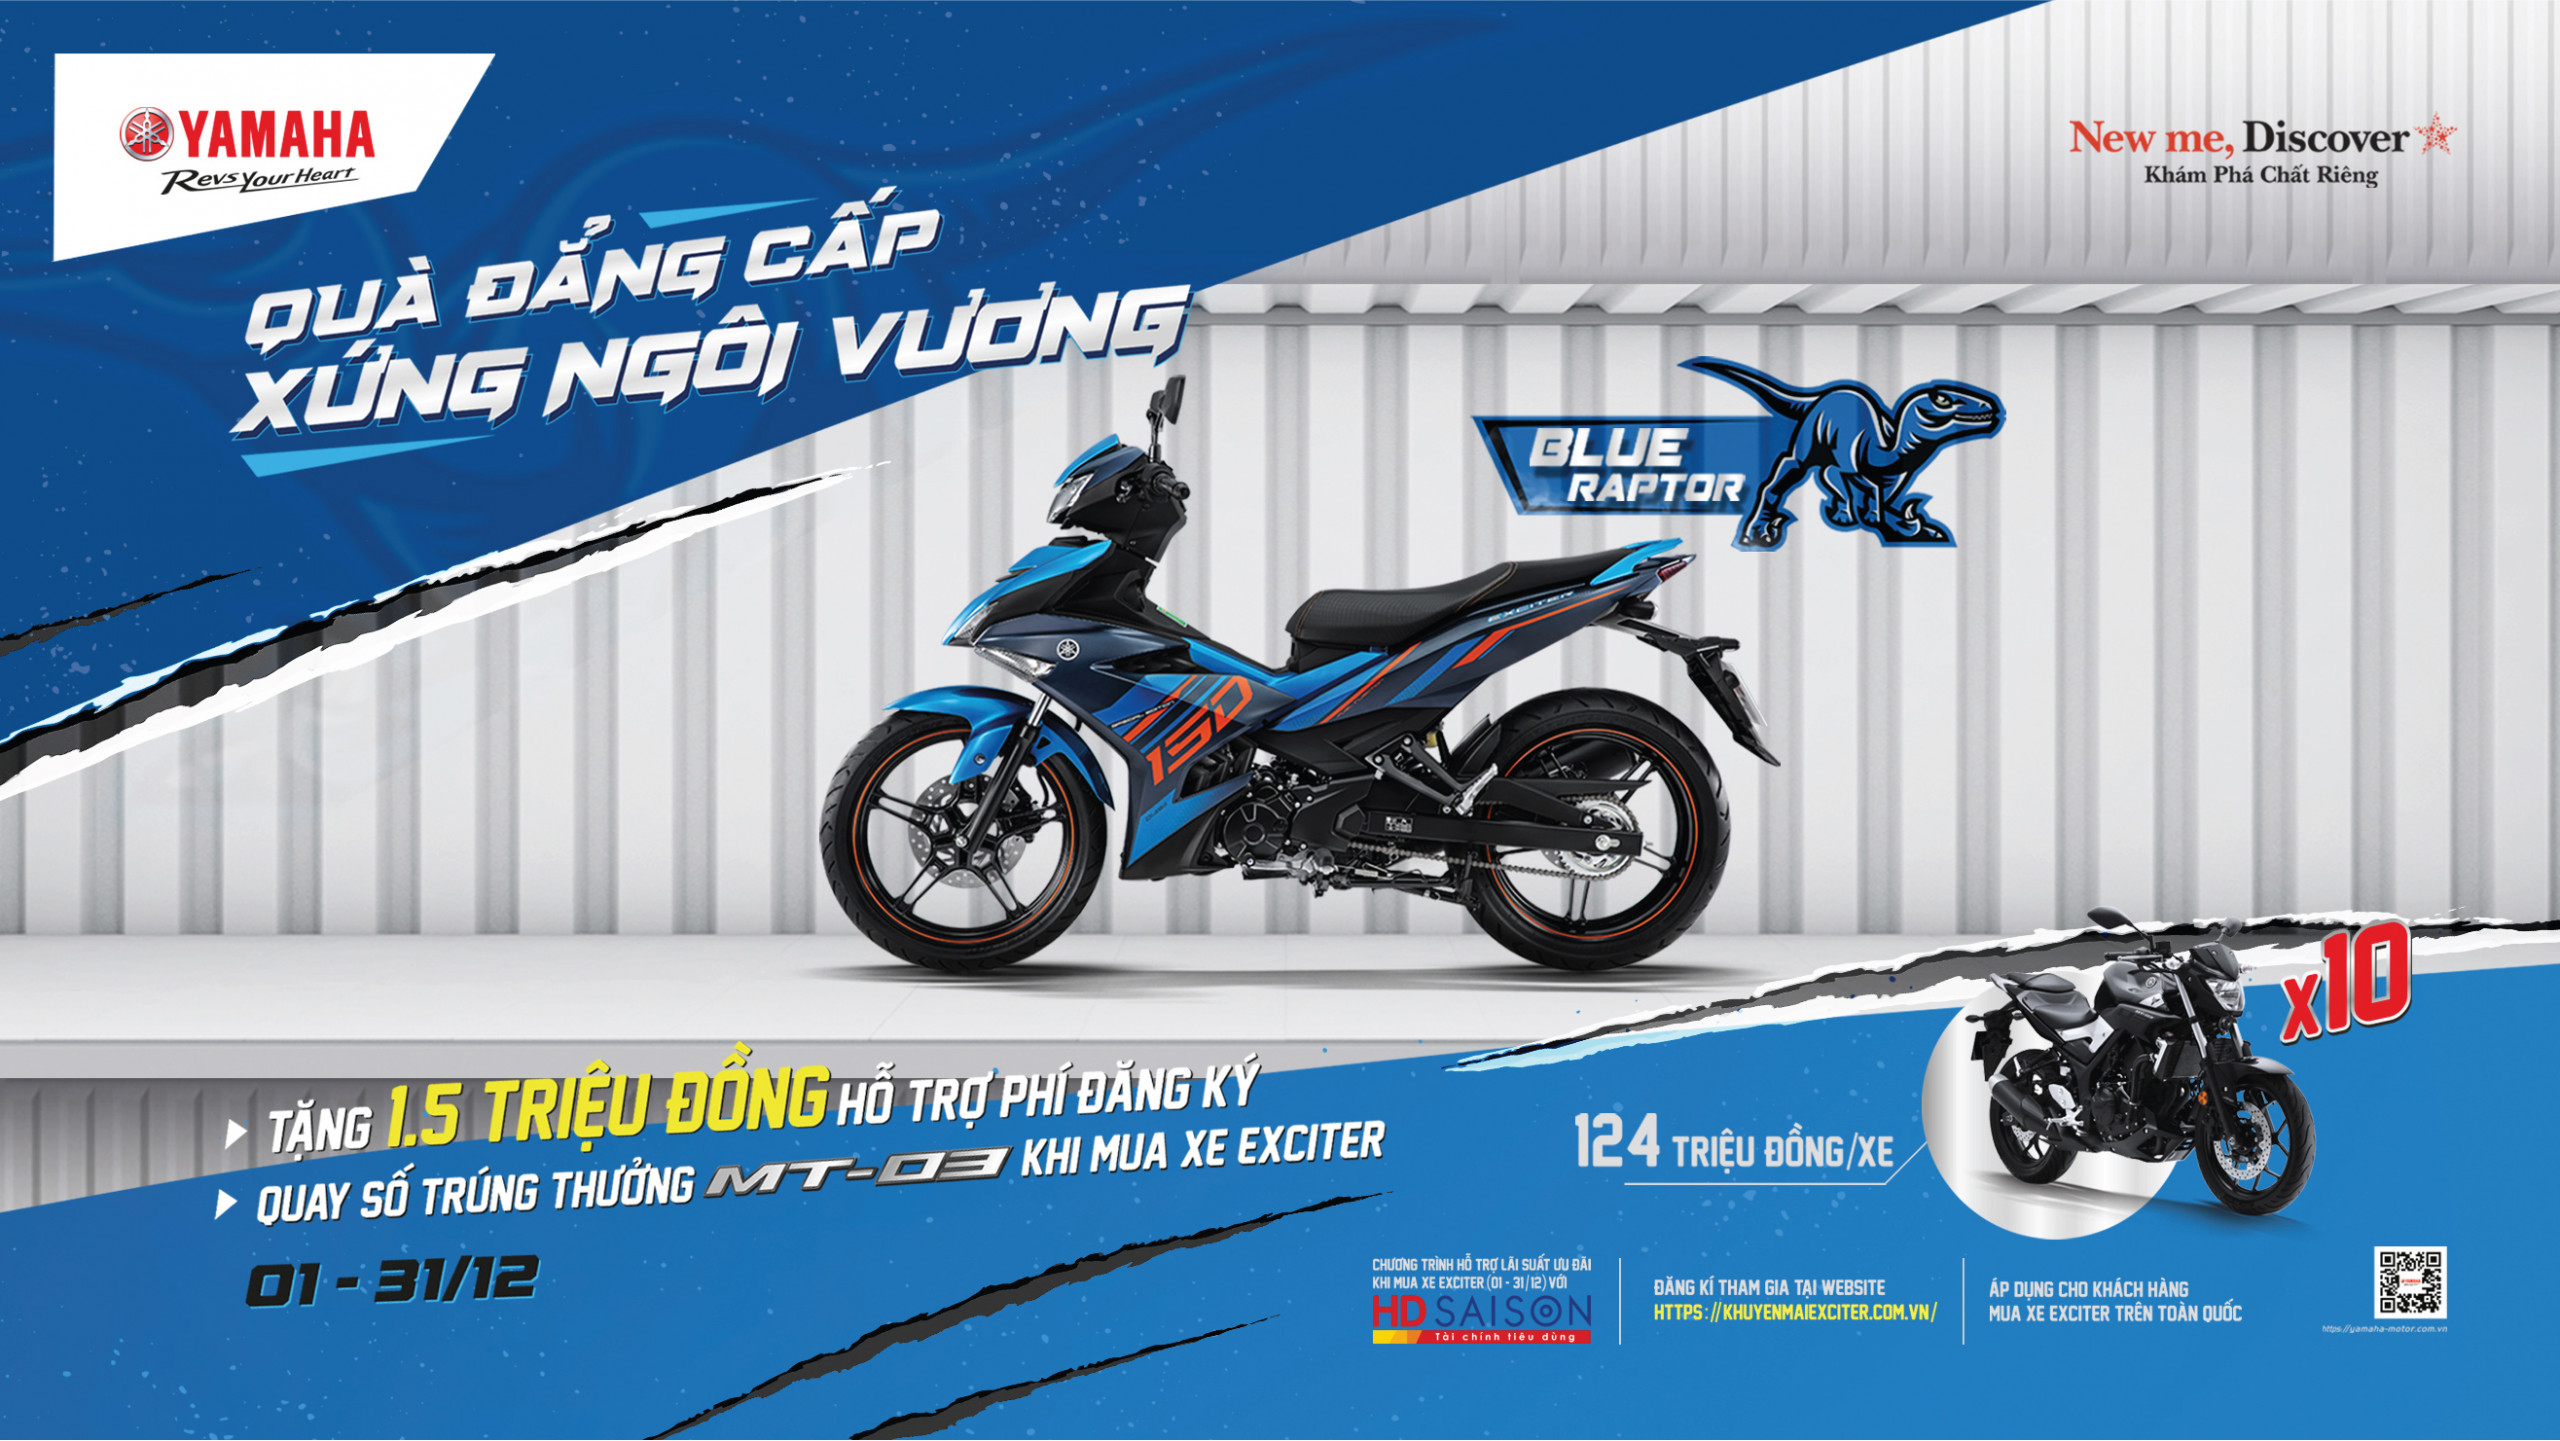 YAMAHA
Revs Your Heart
New me, Discover
Khám Phá Chất Riêng
QUÀ ĐẲNG CẤP
XỨNG NGÔI VƯƠNG
BLUE
RAPTOR
EXCITER
SPECIAL EDITION
150
x10
TẶNG 1.5 TRIỆU ĐỒNG HỖ TRỢ PHÍ ĐĂNG KÝ
QUAY SỐ TRÚNG THƯỞNG MT-03 KHI MUA XE EXCITER
01 - 31/12
124 TRIỆU ĐỒNG/XE
CHƯƠNG TRÌNH HỖ TRỢ LÃI SUẤT ƯU ĐÃI
KHI MUA XE EXCITER (01 - 31/12) VỚI
HD SAISON
Tài chính tiêu dùng
ĐĂNG KÍ THAM GIA TẠI WEBSITE
HTTPS://KHUYENMAIEXCITER.COM.VN/
ÁP DỤNG CHO KHÁCH HÀNG
MUA XE EXCITER TRÊN TOÀN QUỐC
https://yamaha-motor.com.vn